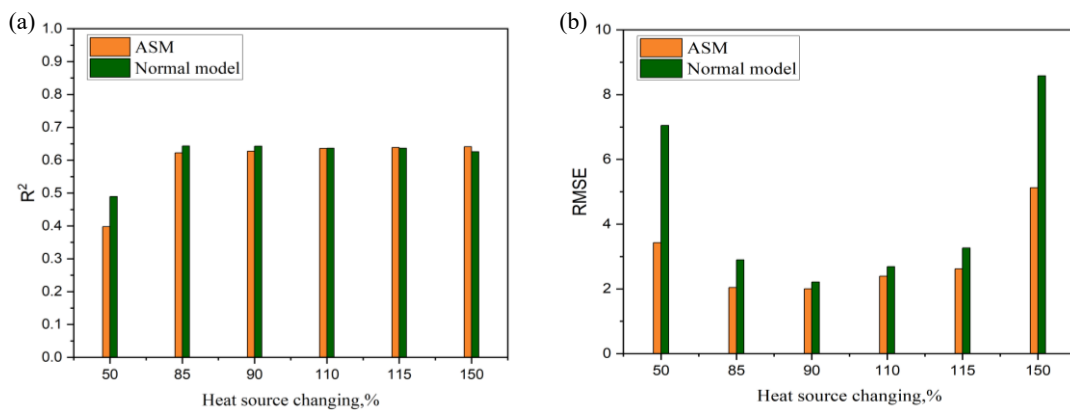 (a)
1.0
0.9
0.8
0.7
0.6
0.5
0.4
0.3
0.2
0.1
0.0
R²
ASM
Normal model
50 85 90 110 115 150
Heat source changing,%
(b)
10
8
6
4
2
0
RMSE
ASM
Normal model
50 85 90 110 115 150
Heat source changing,%